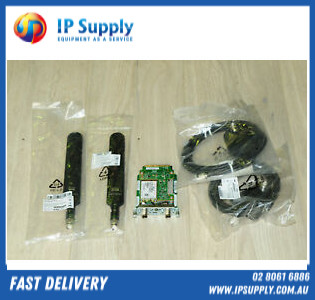 IP Supply
EQUIPMENT AS A SERVICE
FAST DELIVERY
02 8061 6886
WWW.IPSUPPLY.COM.AU